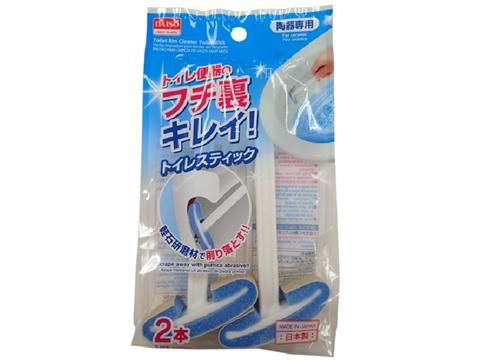 DAISO
Toilet Rim Cleaner Toilet Stick
陶器専用
For ceramic
Para cerámica
トイレ便器の
フチ裏
キレイ!
トイレスティック
軽石研磨材で削り落とす!!
Scrape away with pumice abrasive!!
2本
MADE IN JAPAN
日本製